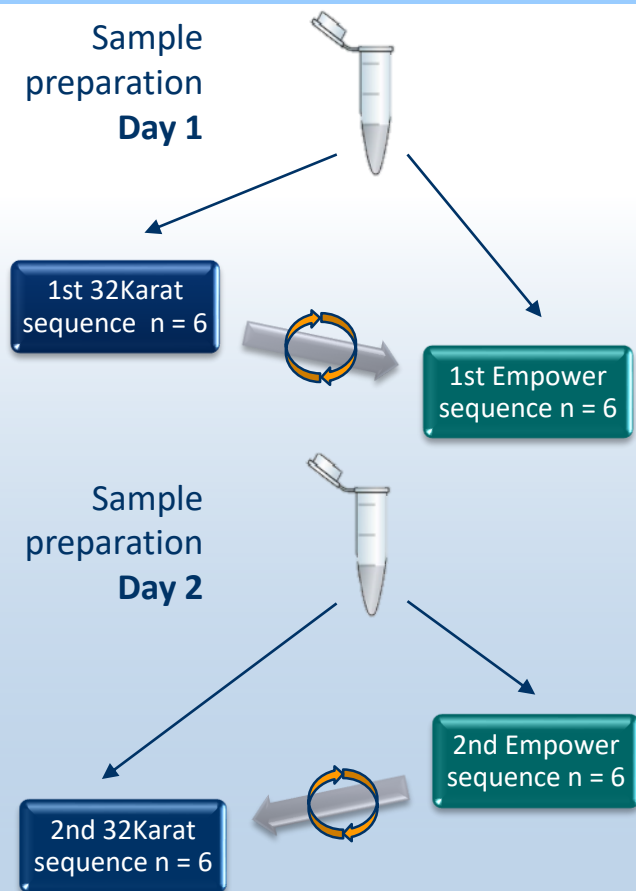 Sample
preparation
Day 1
1st 32Karat
sequence n = 6
1st Empower
sequence n = 6
Sample
preparation
Day 2
2nd Empower
sequence n = 6
2nd 32Karat
sequence n = 6